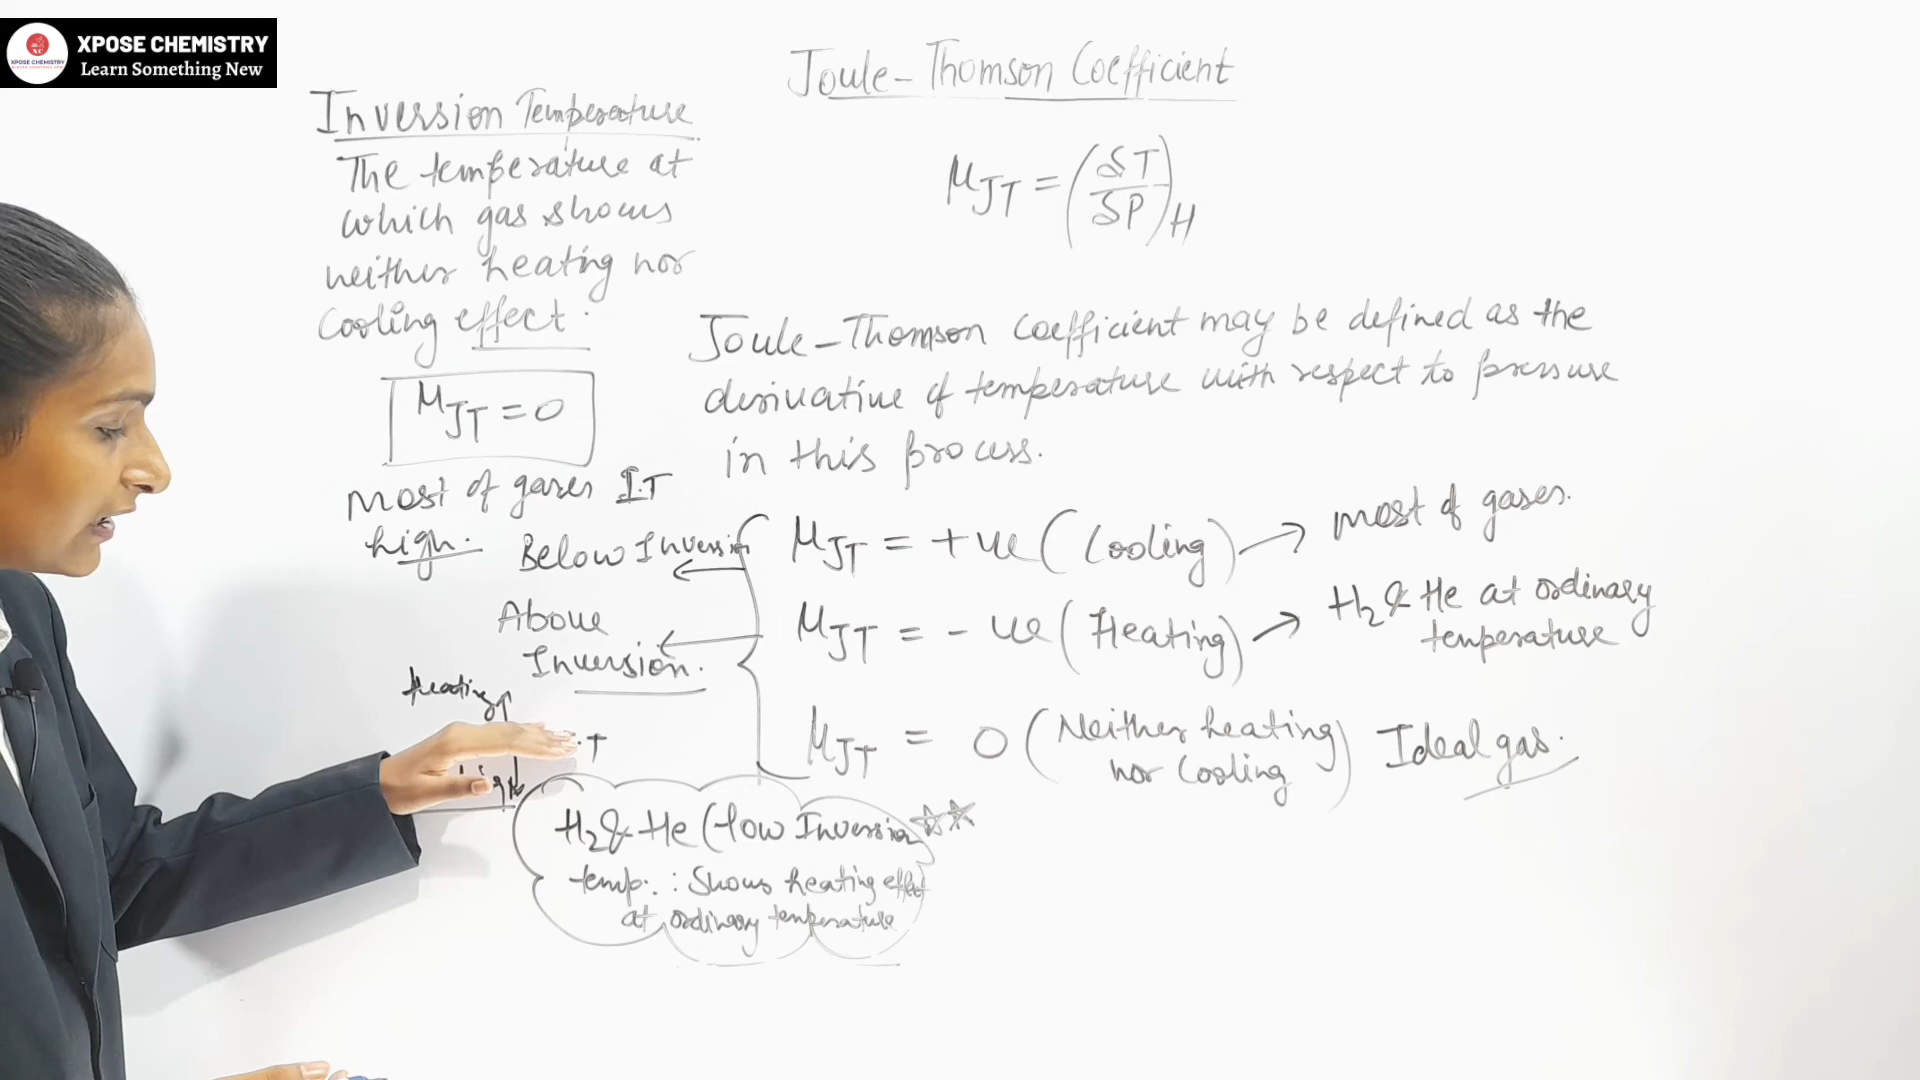 XPOSE CHEMISTRY
Learn Something New
Joule-Thomson Coefficient
μJT = (δT/δP)H
Inversion Temperature
The temperature at
which gas shows
neither heating nor
Cooling effect.
μJT = 0
most of gases I.T
high.
Joule-Thomson coefficient may be defined as the
derivative of temperature with respect to pressure
in this process.
Below Inversion
μJT = +ve (Cooling) → most of gases.
Above
Inversion.
μJT = -ve (Heating) → H2 & He at ordinary
temperature
μJT = 0 (Neither heating
nor Cooling) Ideal gas.
heating ↑
.T
high
H2 & He (low Inversion
temp. : Shows heating effect
at ordinary temperature